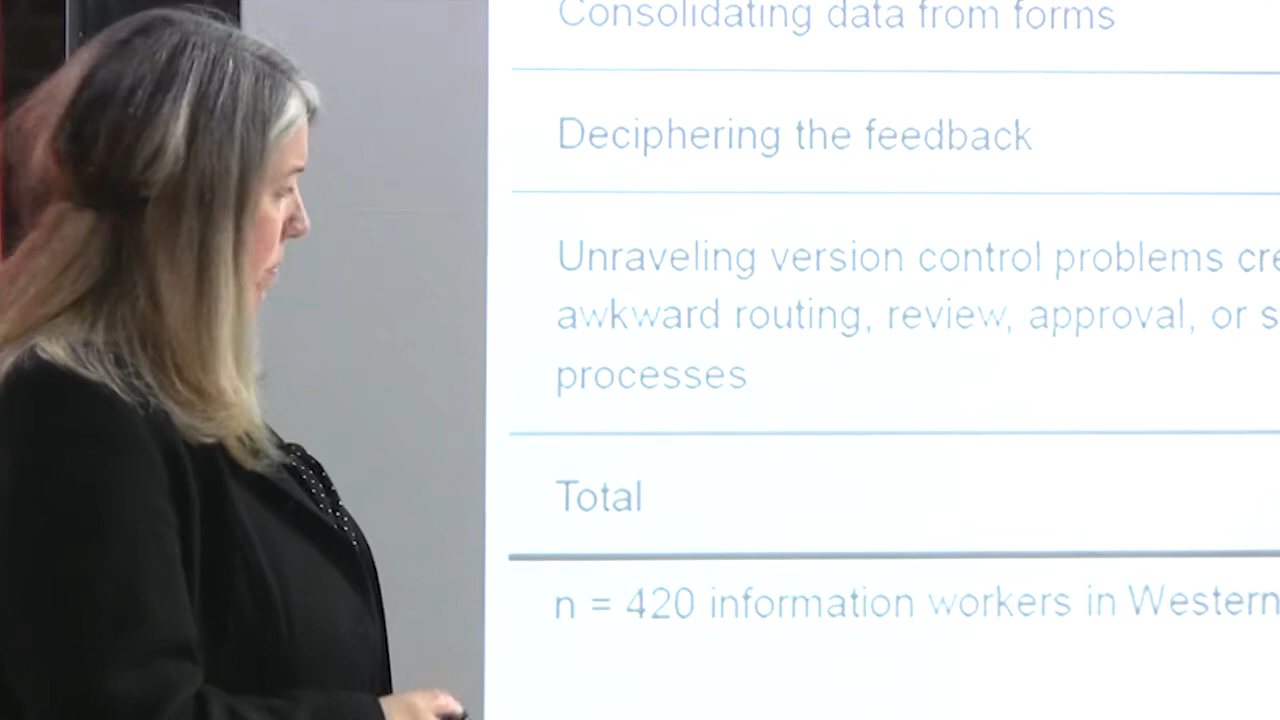 Consolidating data from forms
Deciphering the feedback
Unraveling version control problems
awkward routing, review, approval, or
processes
Total
n = 420 information workers in Western